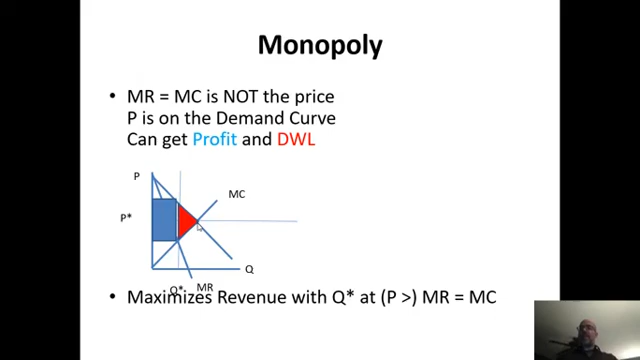 Monopoly
• MR = MC is NOT the price
P is on the Demand Curve
Can get Profit and DWL
P
MC
P*
Q
Q* MR
• Maximizes Revenue with Q* at (P >) MR = MC